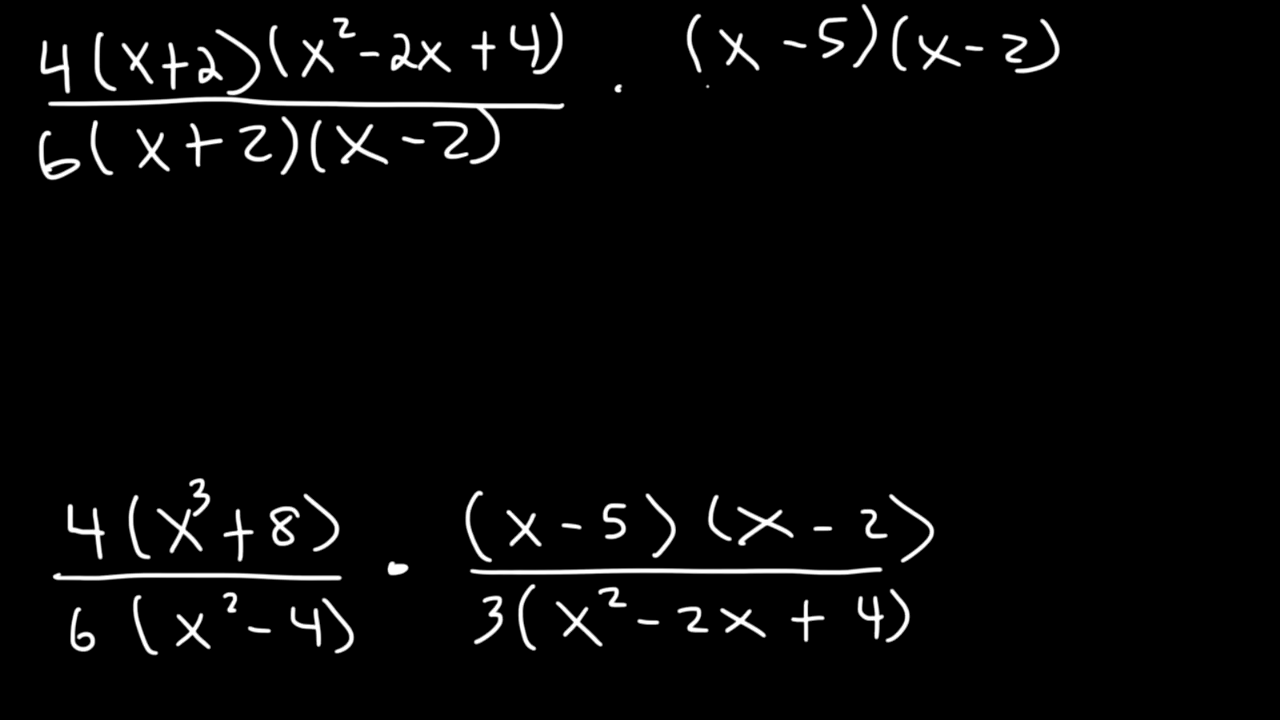 4(x+2)(x²-2x+4) · (x-5)(x-2)
6(x+2)(x-2)
4(x³+8) · (x-5)(x-2)
6(x²-4) 3(x²-2x+4)